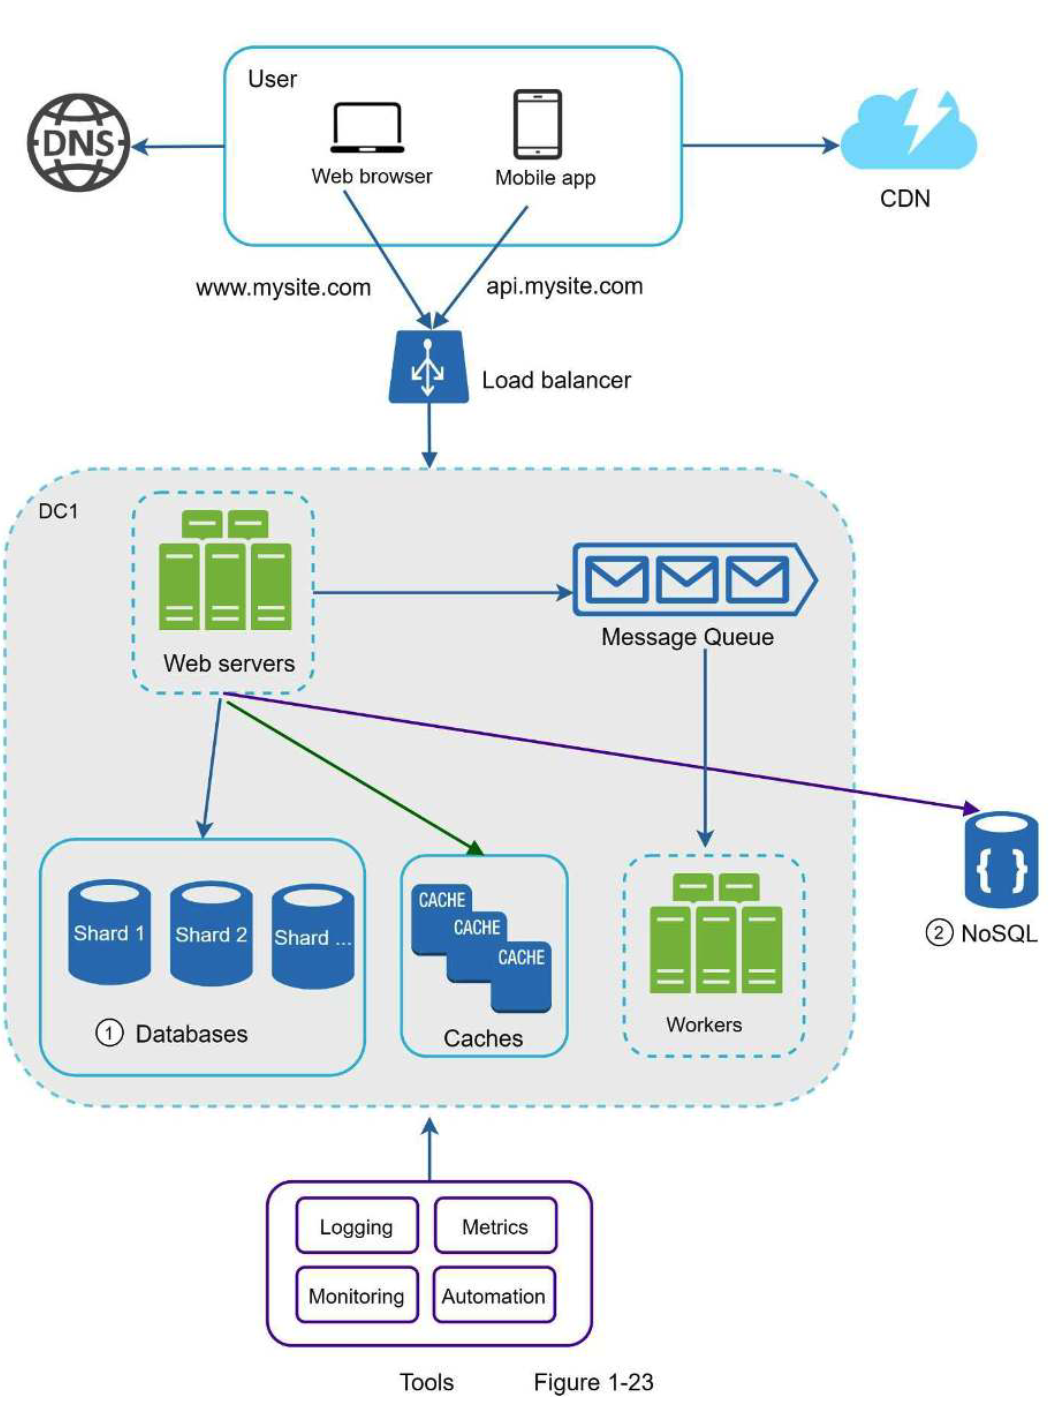 User
DNS
Web browser
Mobile app
CDN
www.mysite.com
api.mysite.com
Load balancer
DC1
Web servers
Message Queue
Shard 1
Shard 2
Shard ...
1 Databases
CACHE
CACHE
CACHE
Caches
Workers
2 NoSQL
Logging
Metrics
Monitoring
Automation
Tools
Figure 1-23